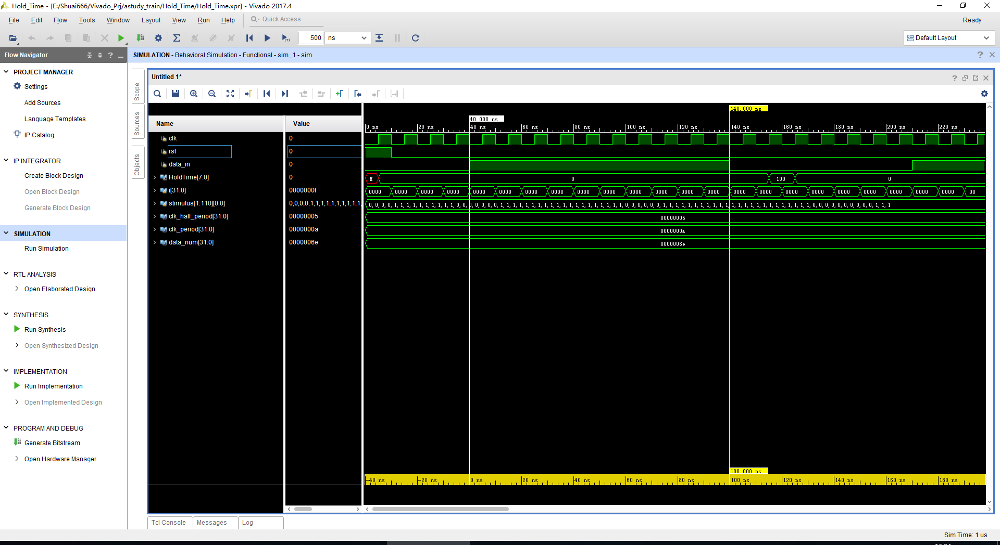 Hold_Time - [E:/Shuai666/Vivado_Prj/astudy_train/Hold_Time/Hold_Time.xpr] - Vivado 2017.4
File Edit Flow Tools Window Layout View Run Help Quick Access Ready
500 ns Default Layout
Flow Navigator
SIMULATION - Behavioral Simulation - Functional - sim_1 - sim
PROJECT MANAGER
Settings
Add Sources
Language Templates
IP Catalog
IP INTEGRATOR
Create Block Design
Open Block Design
Generate Block Design
SIMULATION
Run Simulation
RTL ANALYSIS
Open Elaborated Design
SYNTHESIS
Run Synthesis
Open Synthesized Design
IMPLEMENTATION
Run Implementation
Open Implemented Design
PROGRAM AND DEBUG
Generate Bitstream
Open Hardware Manager
Scope
Sources
Objects
Untitled 1*
140.000 ns
40.000 ns
Name Value
0 ns 20 ns 40 ns 60 ns 80 ns 100 ns 120 ns 140 ns 160 ns 180 ns 200 ns 220 ns
clk 0
rst 0
data_in 0
HoldTime[7:0] 0 X 0 100 0
i[31:0] 0000000f 0000 0000 0000 0000 0000 0000 0000 0000 0000 0000 0000 0000 0000 0000 0000 0000 0000 0000 0000 0000 0000 0000 0000 00
stimulus[1:110][0:0] 0,0,0,0,1,1,1,1,1,1,1,1,1,1, 0,0,0,0,1,1,1,1,1,1,1,1,1,1,0,0,0,0,0,0,0,1,1,1,1,1,1,1,1,1,1,1,1,1,1,0,0,0,0,0,1,1,1,1,1,1,1,1,1,1,1,1,1,1,1,1,1,1,1,1,1,1,0,0,0,0,0,0,0,0,0,0,0,1,1,1
clk_half_period[31:0] 00000005 00000005
clk_period[31:0] 0000000a 0000000a
data_num[31:0] 0000006e 0000006e
100.000 ns
-40 ns -20 ns 0 ns 20 ns 40 ns 60 ns 80 ns 100 ns 120 ns 140 ns 160 ns 180 ns
Tcl Console Messages Log
Sim Time: 1 us